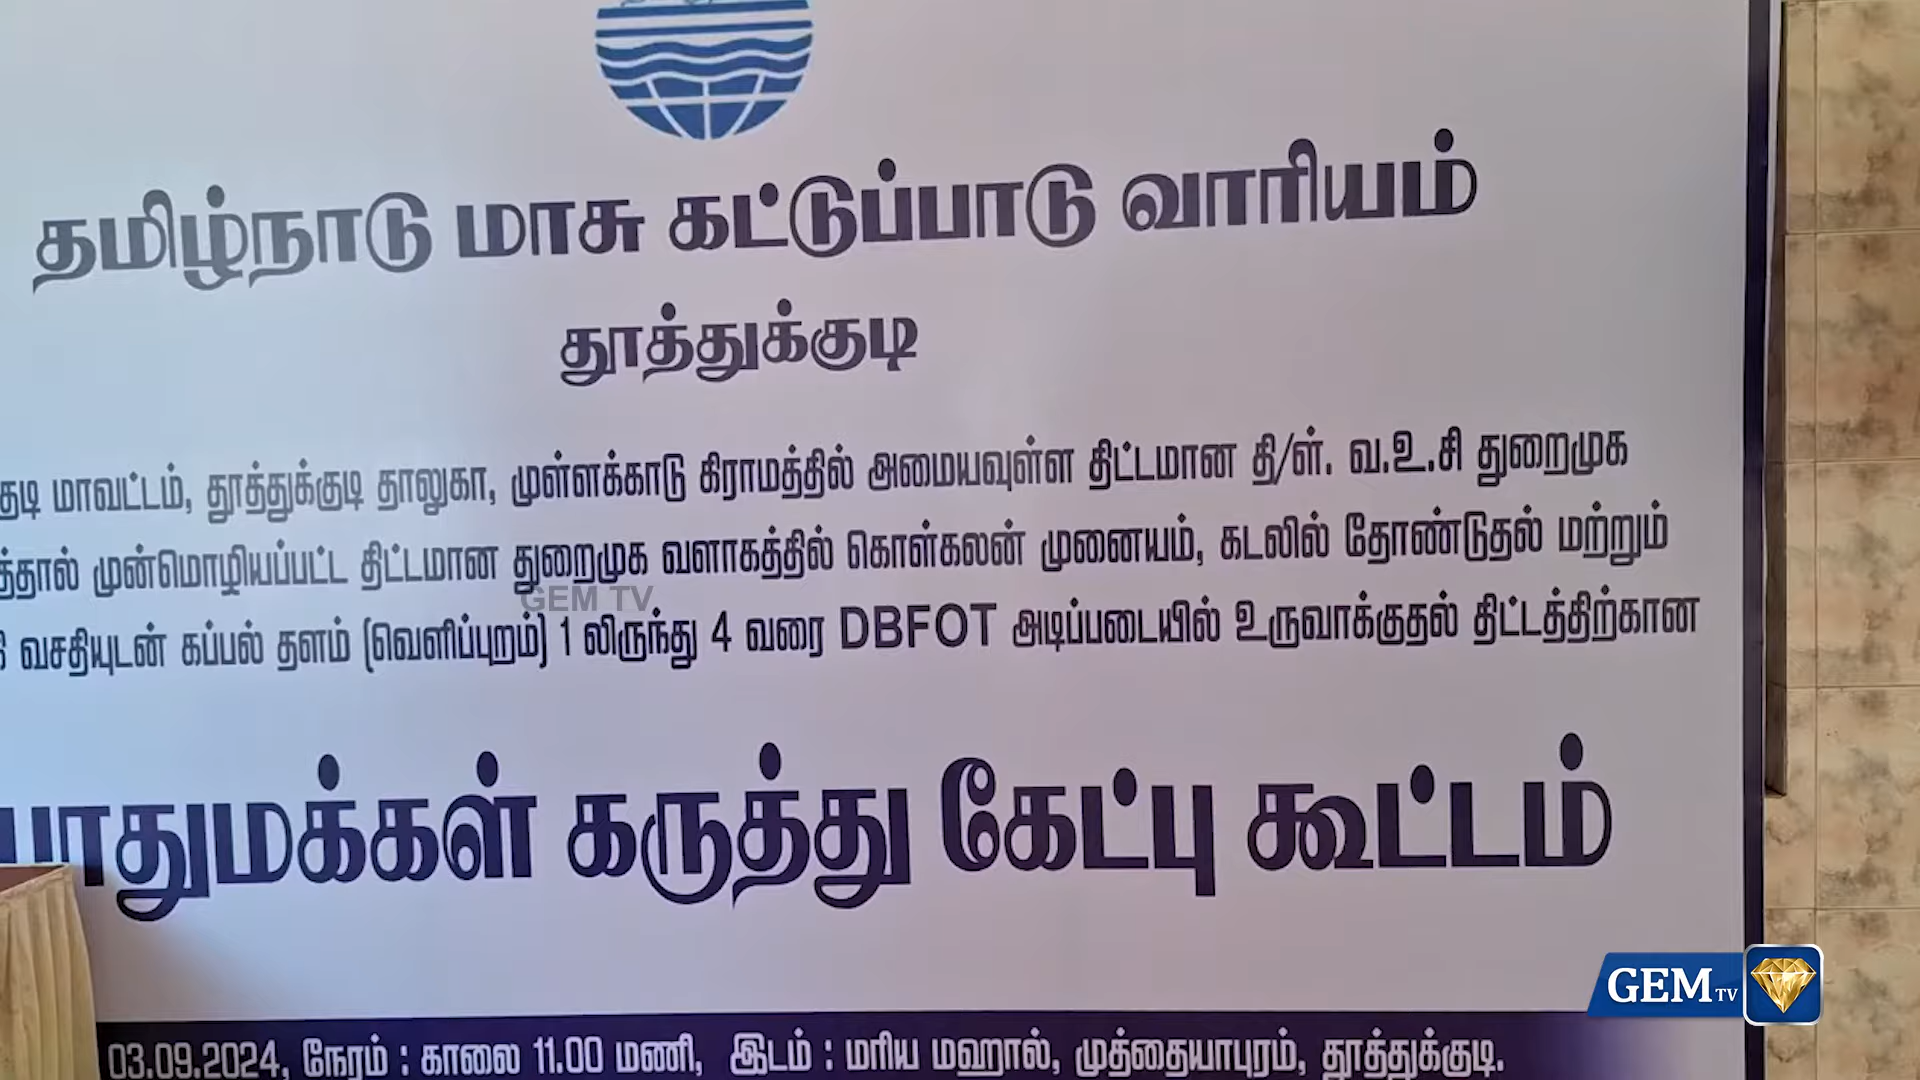 தமிழ்நாடு மாசு கட்டுப்பாடு வாரியம்
தூத்துக்குடி
மாவட்டம், தூத்துக்குடி தாலுகா, முள்ளக்காடு கிராமத்தில் அமையவுள்ள திட்டமான தி/ள். வ.உ.சி துறைமுக
முன்மொழியப்பட்ட திட்டமான துறைமுக வளாகத்தில் கொள்கலன் முனையம், கடலில் தோண்டுதல் மற்றும்
வசதியுடன் கப்பல் தளம் (வெளிப்புறம்) 1 லிருந்து 4 வரை DBFOT அடிப்படையில் உருவாக்குதல் திட்டத்திற்கான
GEM TV
கருத்து கேட்பு கூட்டம்
03.09.2024, நேரம் : காலை 11.00 மணி, இடம் : மரிய மஹால், முத்தையாபுரம், தூத்துக்குடி.
GEM TV